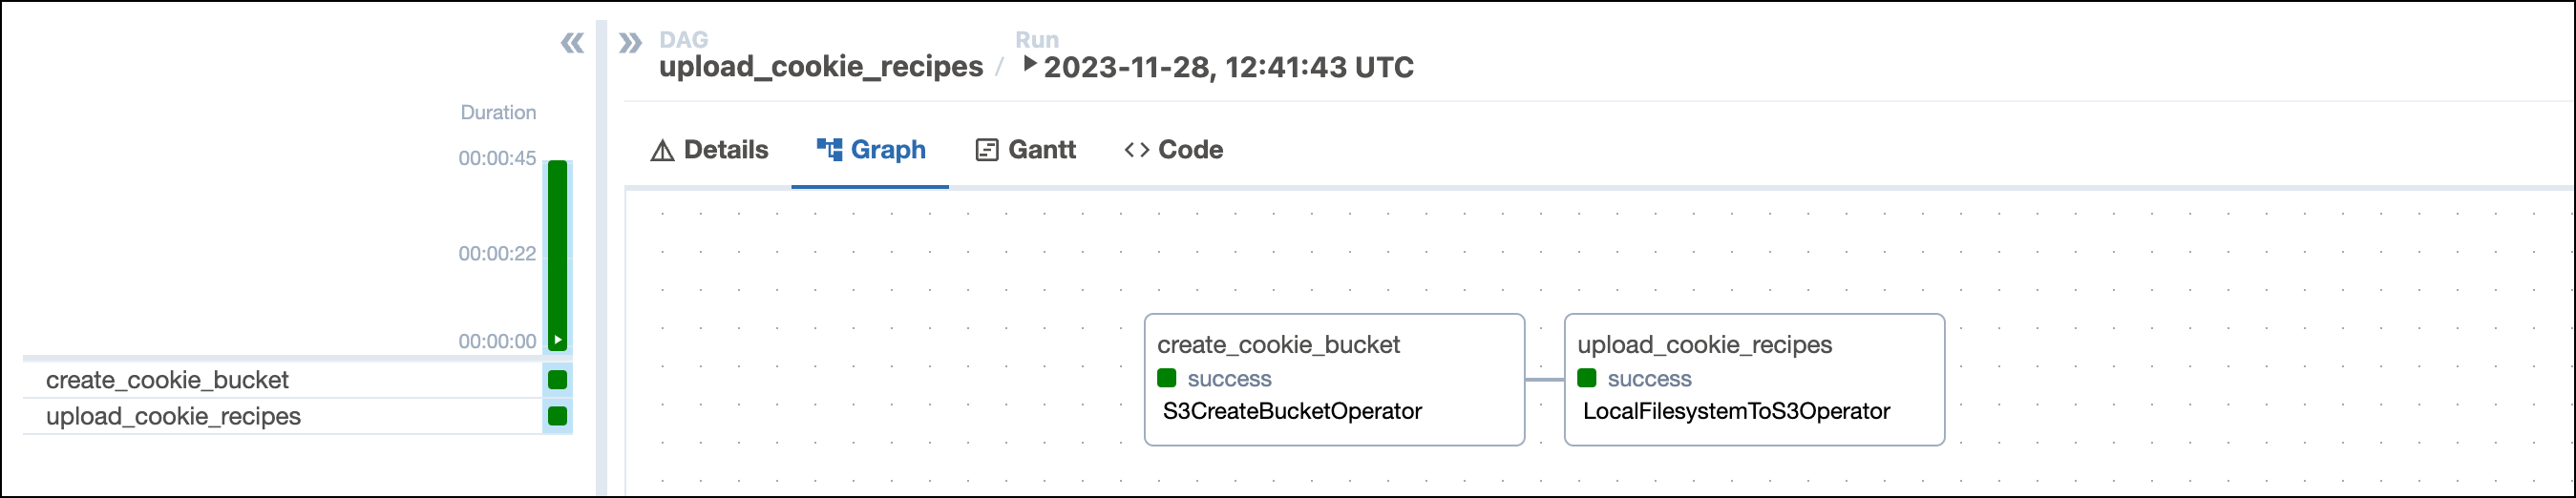 DAG
upload_cookie_recipes / 2023-11-28, 12:41:43 UTC
Run
Duration
00:00:45
00:00:22
00:00:00
create_cookie_bucket
upload_cookie_recipes
Details Graph Gantt Code
create_cookie_bucket
success
S3CreateBucketOperator
upload_cookie_recipes
success
LocalFilesystemToS3Operator